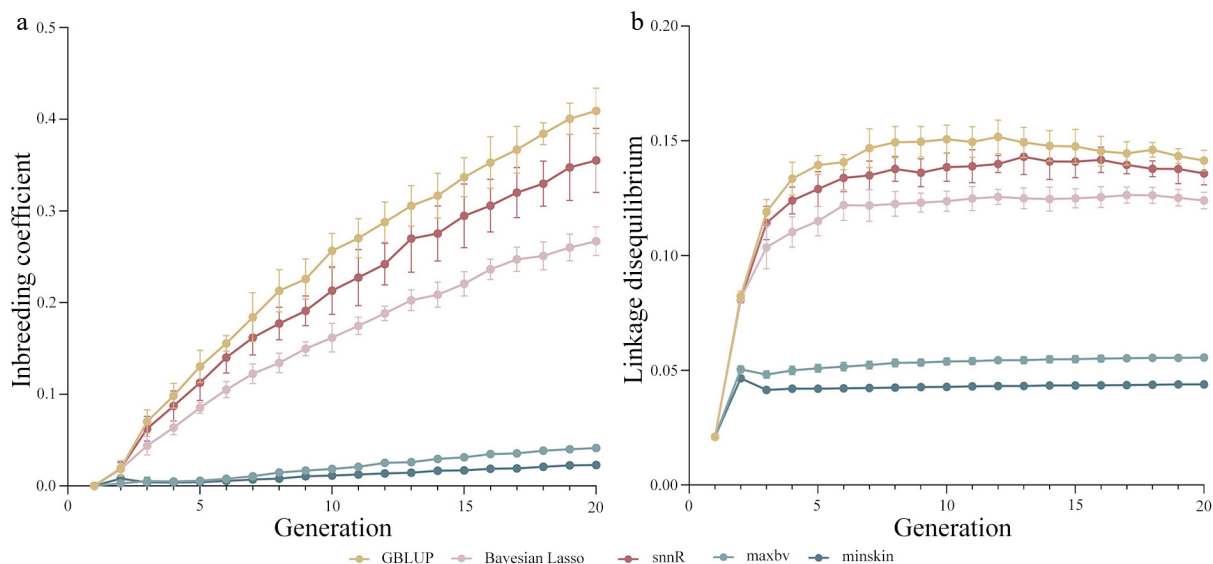 a
0.5
0.4
0.3
0.2
0.1
0.0
Inbreeding coefficient
0
5
10
15
20
Generation
b
0.20
0.15
0.10
0.05
0.00
Linkage disequilibrium
0
5
10
15
20
Generation
GBLUP
Bayesian Lasso
snnR
maxbv
minskin